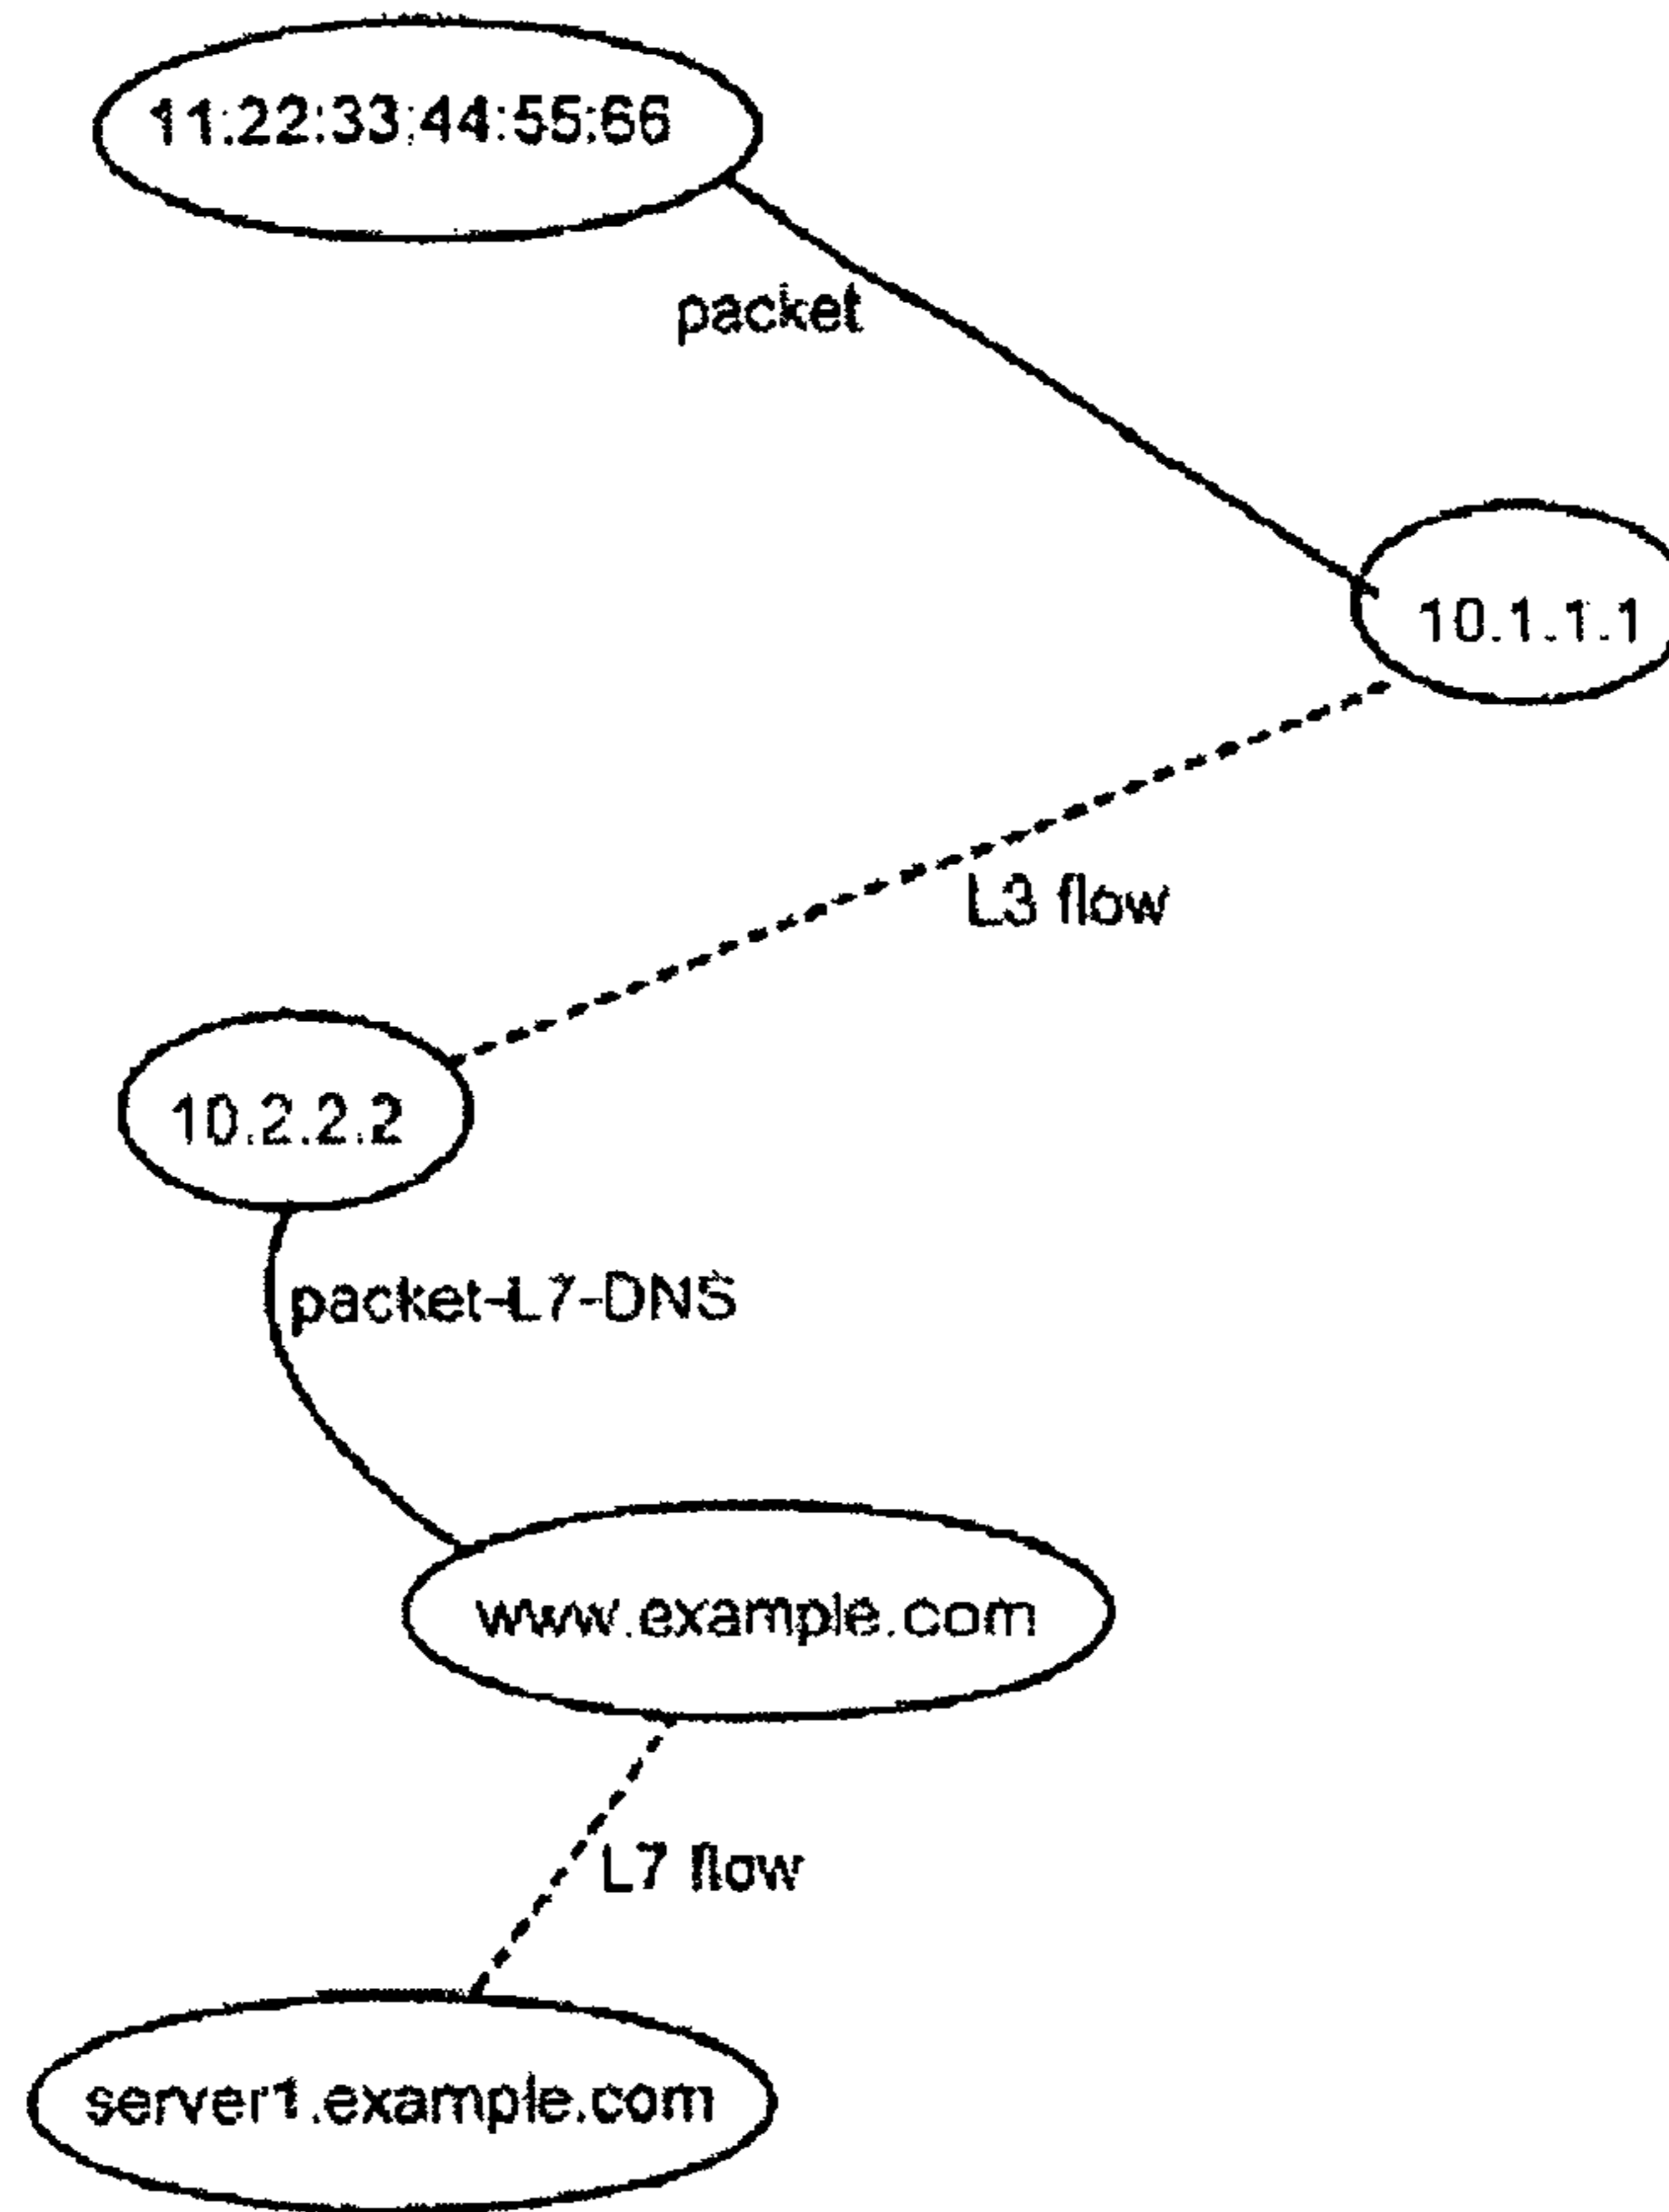 11:22:33:44:55:66
packet
10.1.1.1
L3 flow
10.2.2.2
packet-L7-DNS
www.example.com
L7 flow
server1.example.com